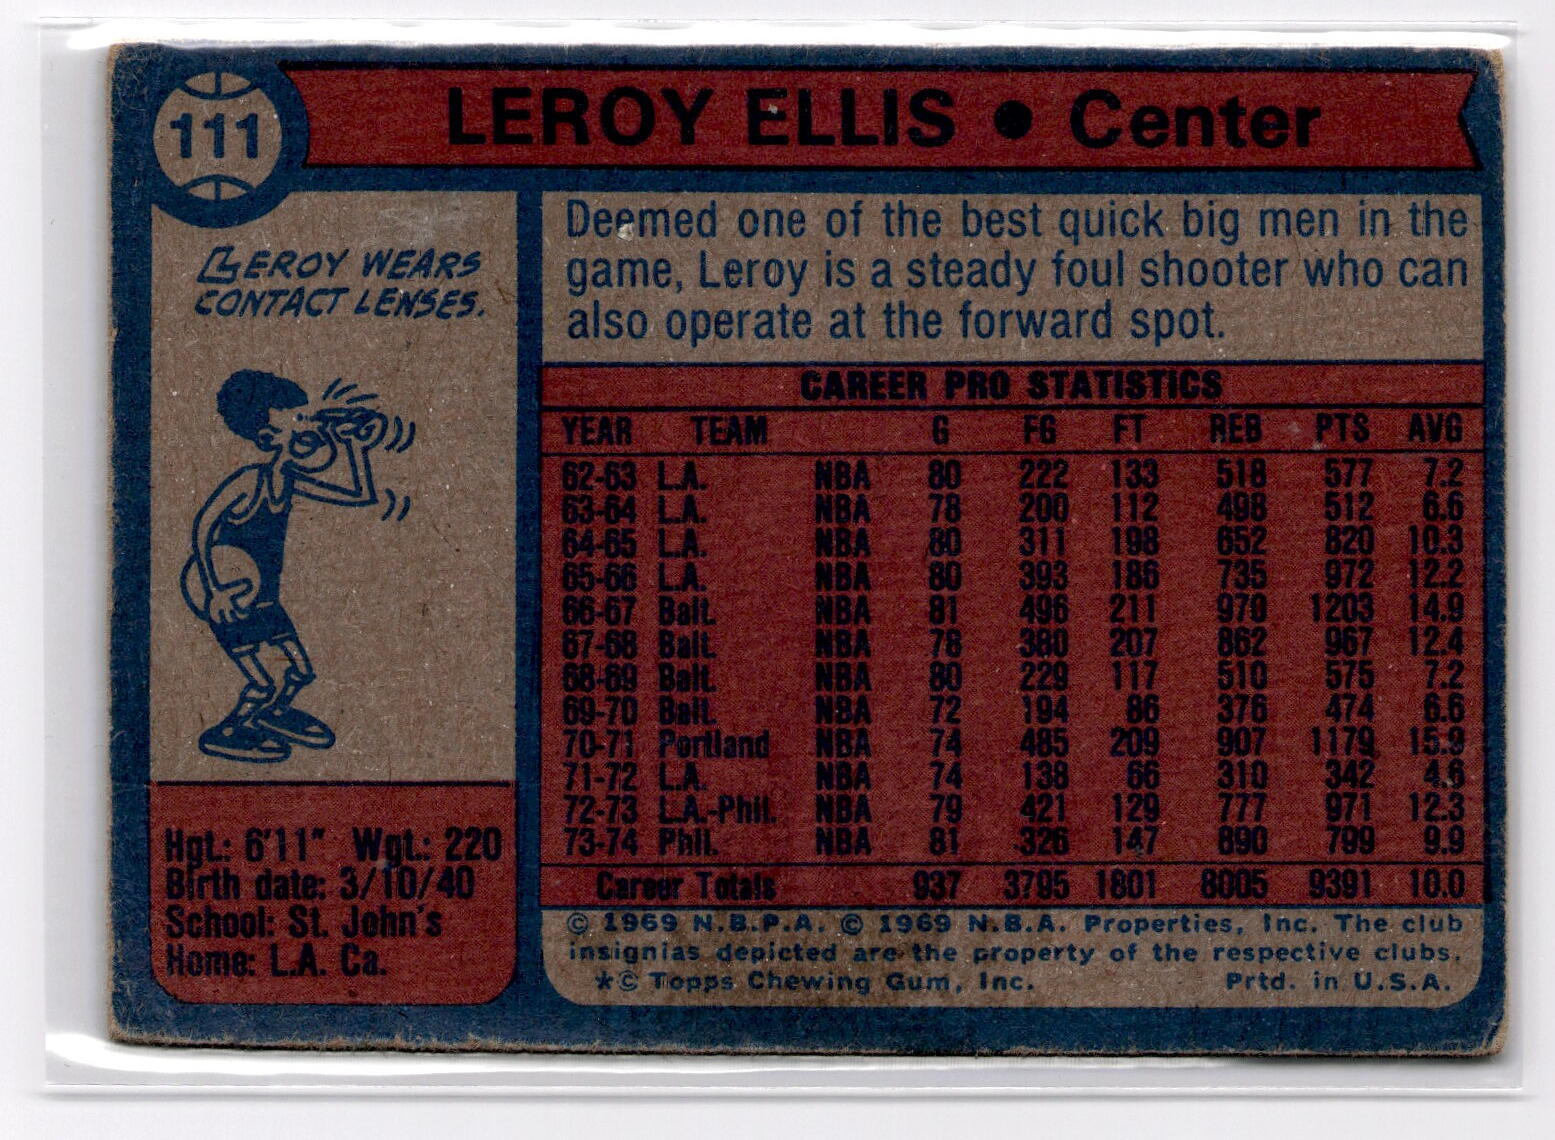 111
LEROY ELLIS • Center
LEROY WEARS
CONTACT LENSES.
Hgt.: 6'11" Wgt.: 220
Birth date: 3/10/40
School: St. John's
Home: L.A. Ca.
Deemed one of the best quick big men in the
game, Leroy is a steady foul shooter who can
also operate at the forward spot.
CAREER PRO STATISTICS
YEAR TEAM G FG FT REB PTS AVG
62-63 L.A. NBA 80 222 133 518 577 7.2
63-64 L.A. NBA 78 200 112 498 512 6.6
64-65 L.A. NBA 80 311 198 652 820 10.3
65-66 L.A. NBA 80 393 186 735 972 12.2
66-67 Balt. NBA 81 496 211 970 1203 14.9
67-68 Balt. NBA 78 380 207 862 967 12.4
68-69 Balt. NBA 80 229 117 510 575 7.2
69-70 Balt. NBA 72 194 86 376 474 6.6
70-71 Portland NBA 74 485 209 907 1179 15.9
71-72 L.A. NBA 74 138 66 310 342 4.6
72-73 L.A.-Phil. NBA 79 421 129 777 971 12.3
73-74 Phil. NBA 81 326 147 890 799 9.9
Career Totals 937 3795 1801 8005 9391 10.0
© 1969 N.B.P.A. © 1969 N.B.A. Properties, Inc. The club
insignias depicted are the property of the respective clubs.
*© Topps Chewing Gum, Inc. Prtd. in U.S.A.